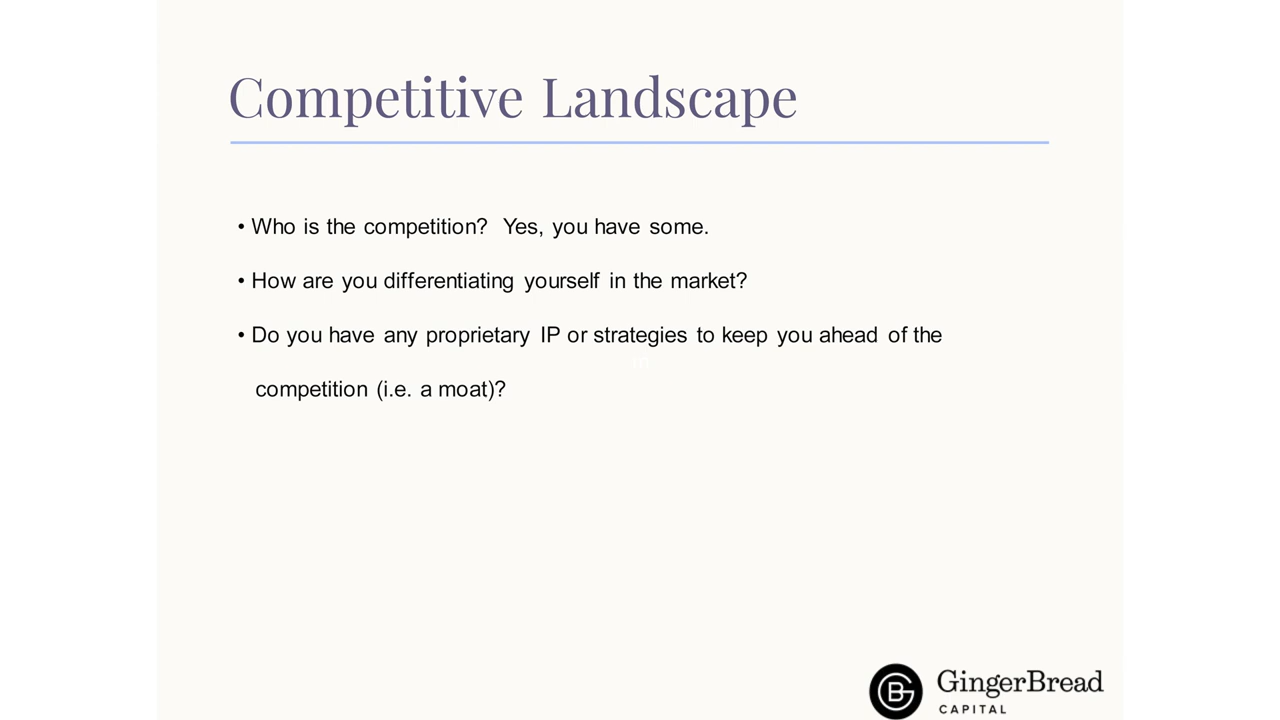 Competitive Landscape
• Who is the competition?  Yes, you have some.
• How are you differentiating yourself in the market?
• Do you have any proprietary IP or strategies to keep you ahead of the
m
competition (i.e. a moat)?
GingerBread
CAPITAL